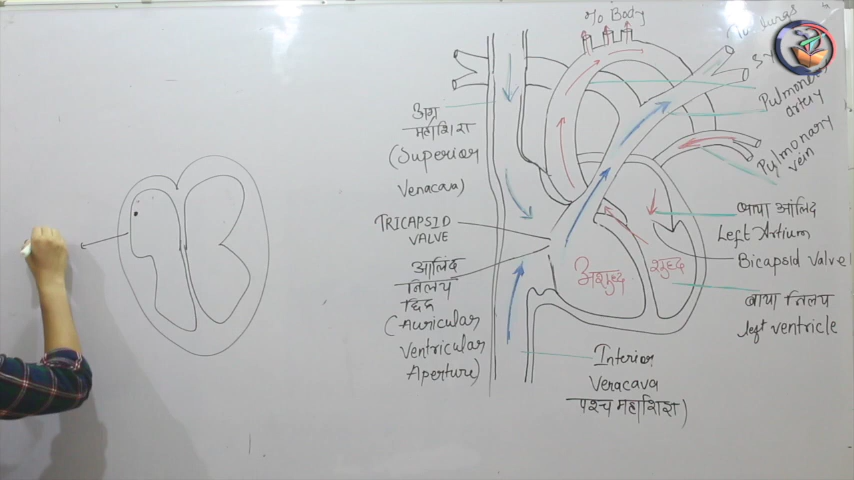 To Body
To lungs
Pulmonary
artery
Pulmonary
vein
अग्र
महाशिरा
(Superior
Venacava)
TRICAPSID
VALVE
आलिंद
निलय
छिद्र
(Auricular
Ventricular
Aperture)
अशुद्ध
शुद्ध
बाया आलिंद
Left Artium
Bicapsid Valve
बाया निलय
left ventricle
Interior
Veracava
पश्च महाशिरा)